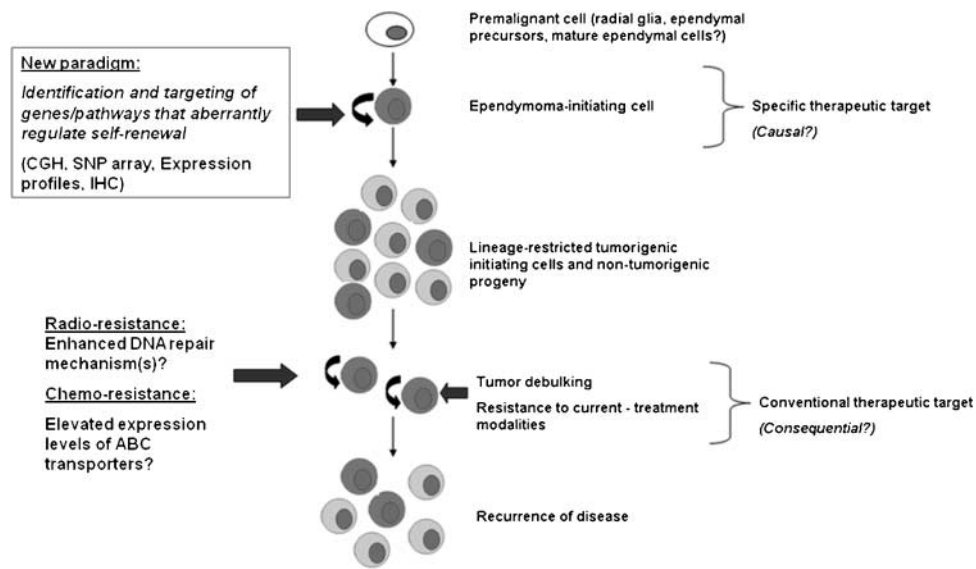 Premalignant cell (radial glia, ependymal
precursors, mature ependymal cells?)
New paradigm:
Identification and targeting of
genes/pathways that aberrantly
regulate self-renewal
(CGH, SNP array, Expression
profiles, IHC)
Ependymoma-initiating cell
Specific therapeutic target
(Causal?)
Lineage-restricted tumorigenic
initiating cells and non-tumorigenic
progeny
Radio-resistance:
Enhanced DNA repair
mechanism(s)?
Chemo-resistance:
Elevated expression
levels of ABC
transporters?
Tumor debulking
Resistance to current - treatment
modalities
Conventional therapeutic target
(Consequential?)
Recurrence of disease